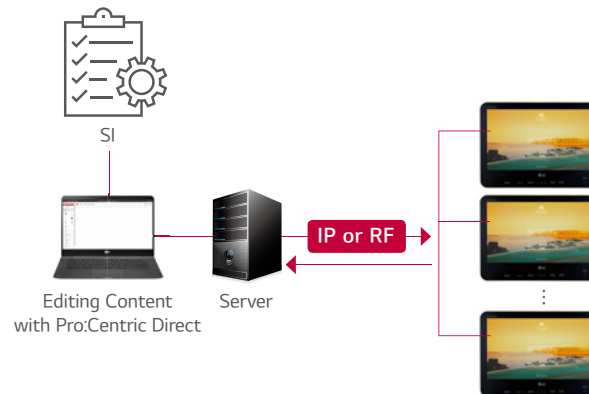 SI
IP or RF
Editing Content
with Pro:Centric Direct
Server